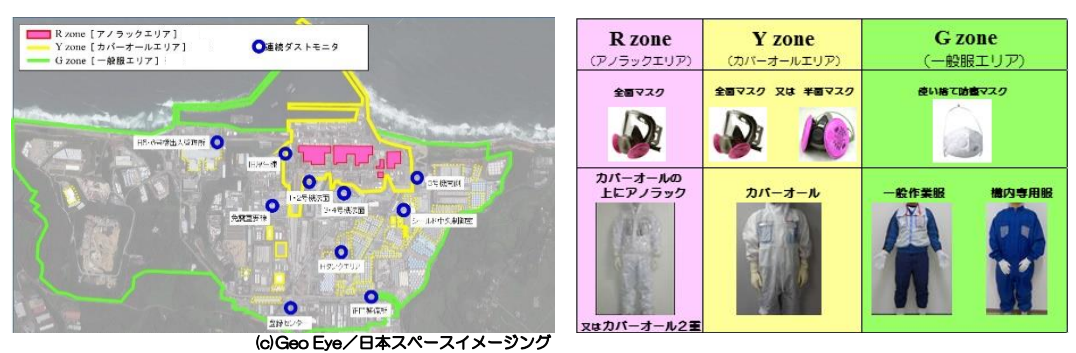 R zone [アノラックエリア]
Y zone [カバーオールエリア]
G zone [一般服エリア]
連続ダストモニタ
1・2号機法面
3・4号機法面
免震重要棟
Hタンクエリア
登録センター
(c)Geo Eye／日本スペースイメージング
R zone
(アノラックエリア)
Y zone
(カバーオールエリア)
G zone
(一般服エリア)
全面マスク
全面マスク 又は 半面マスク
使い捨て防塵マスク
カバーオールの
上にアノラック
又はカバーオール２重
カバーオール
一般作業服
構内専用服